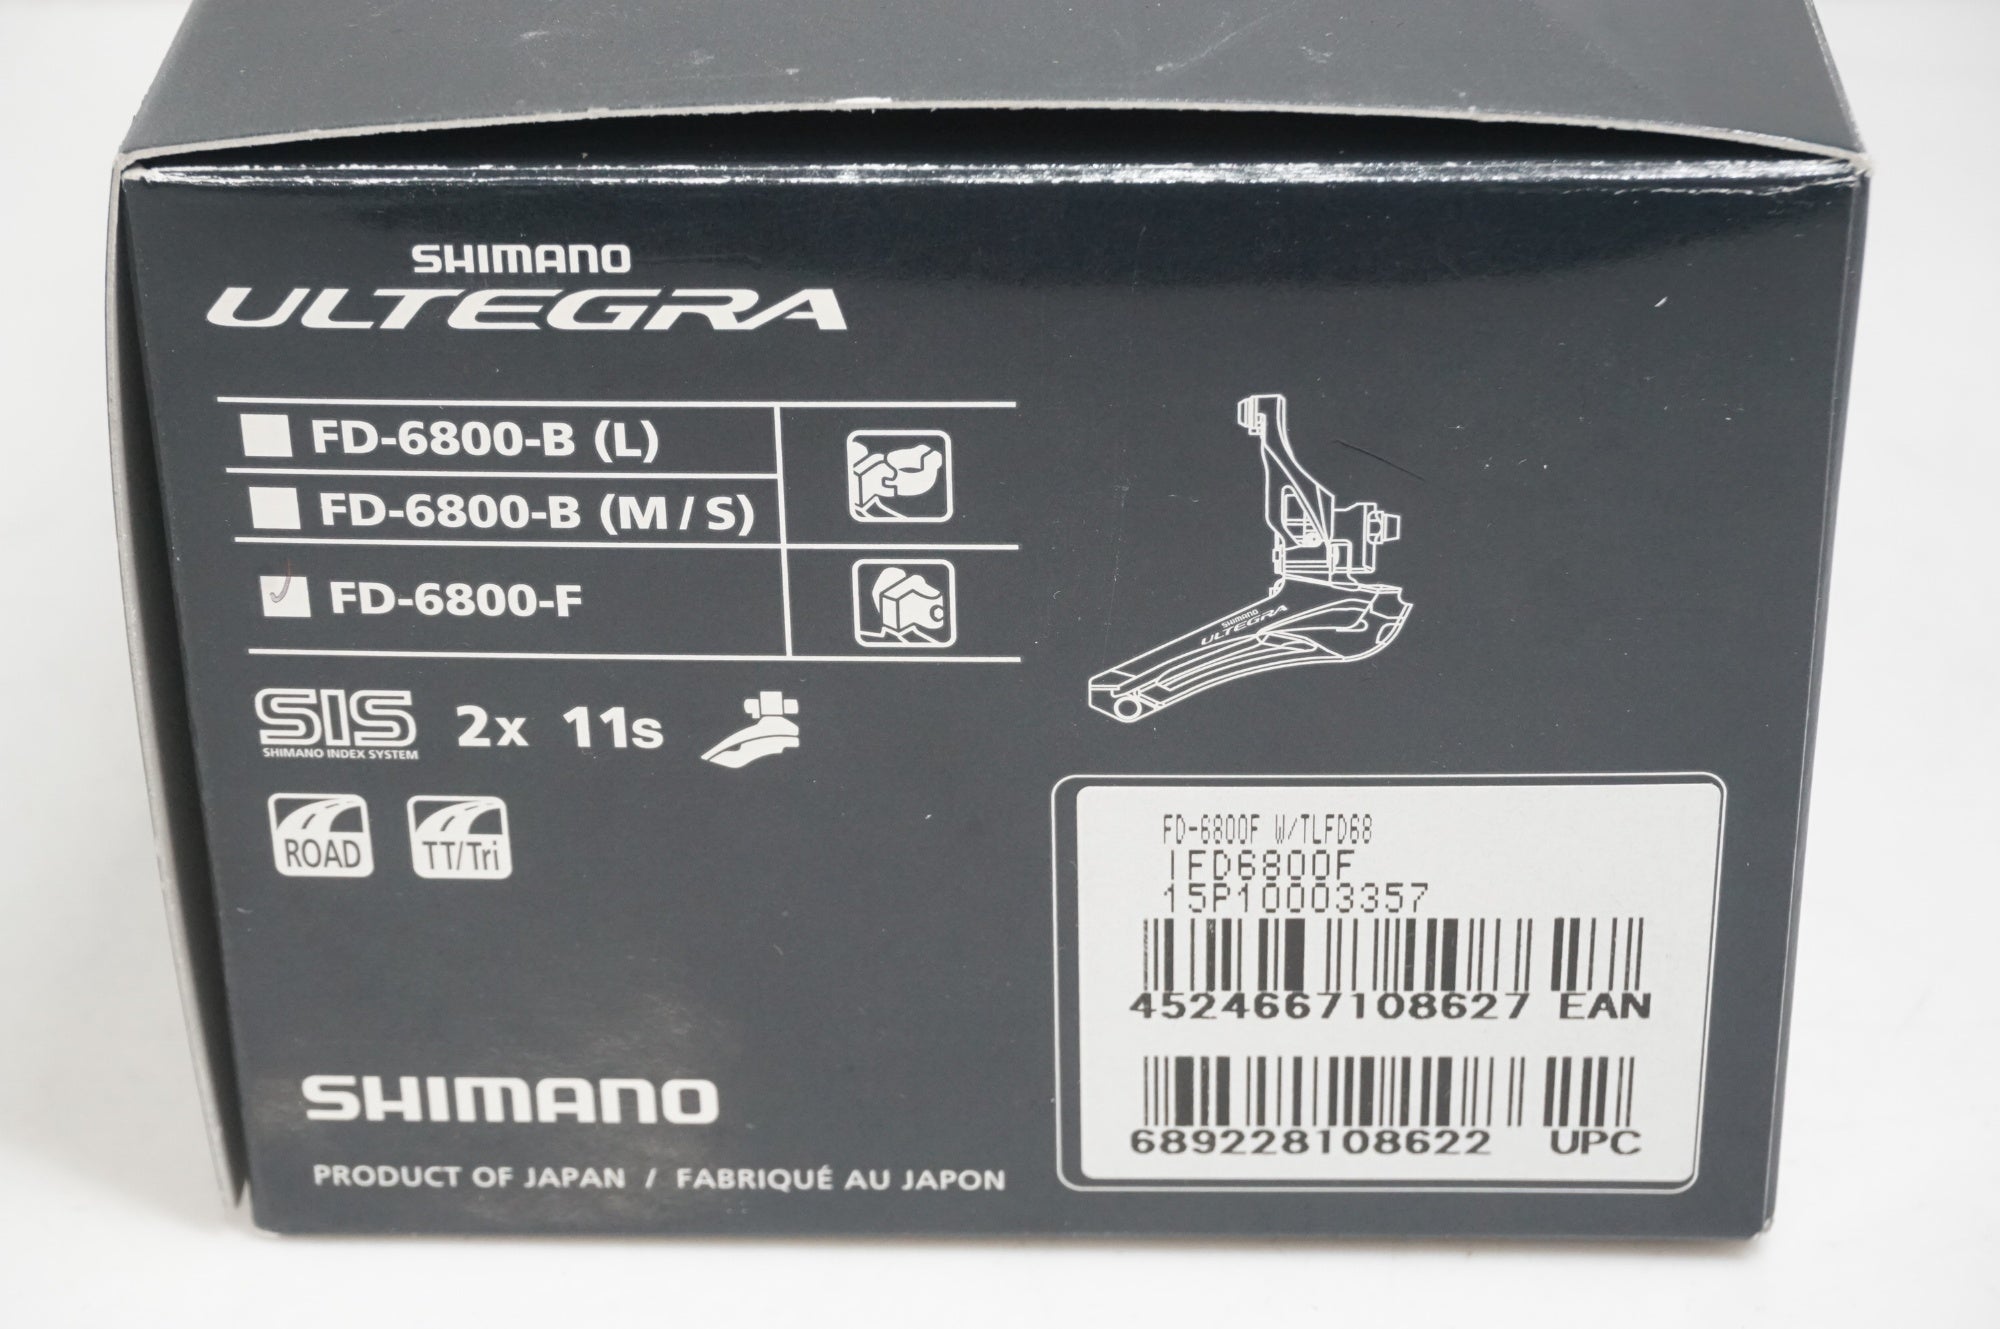 SHIMANO
ULTEGRA
FD-6800-B (L)
FD-6800-B (M/S)
FD-6800-F
SIS 2x 11s
SHIMANO INDEX SYSTEM
ROAD TT/Tri
SHIMANO
ULTEGRA
FD-6800F W/TLFD68
IFD6800F
15P10003357
4524667108627 EAN
689228108622 UPC
SHIMANO
PRODUCT OF JAPAN / FABRIQUÉ AU JAPON